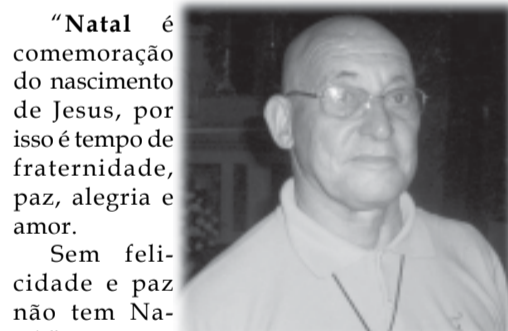 “Natal é
comemoração
do nascimento
de Jesus, por
isso é tempo de
fraternidade,
paz, alegria e
amor.
Sem feli-
cidade e paz
não tem Na-